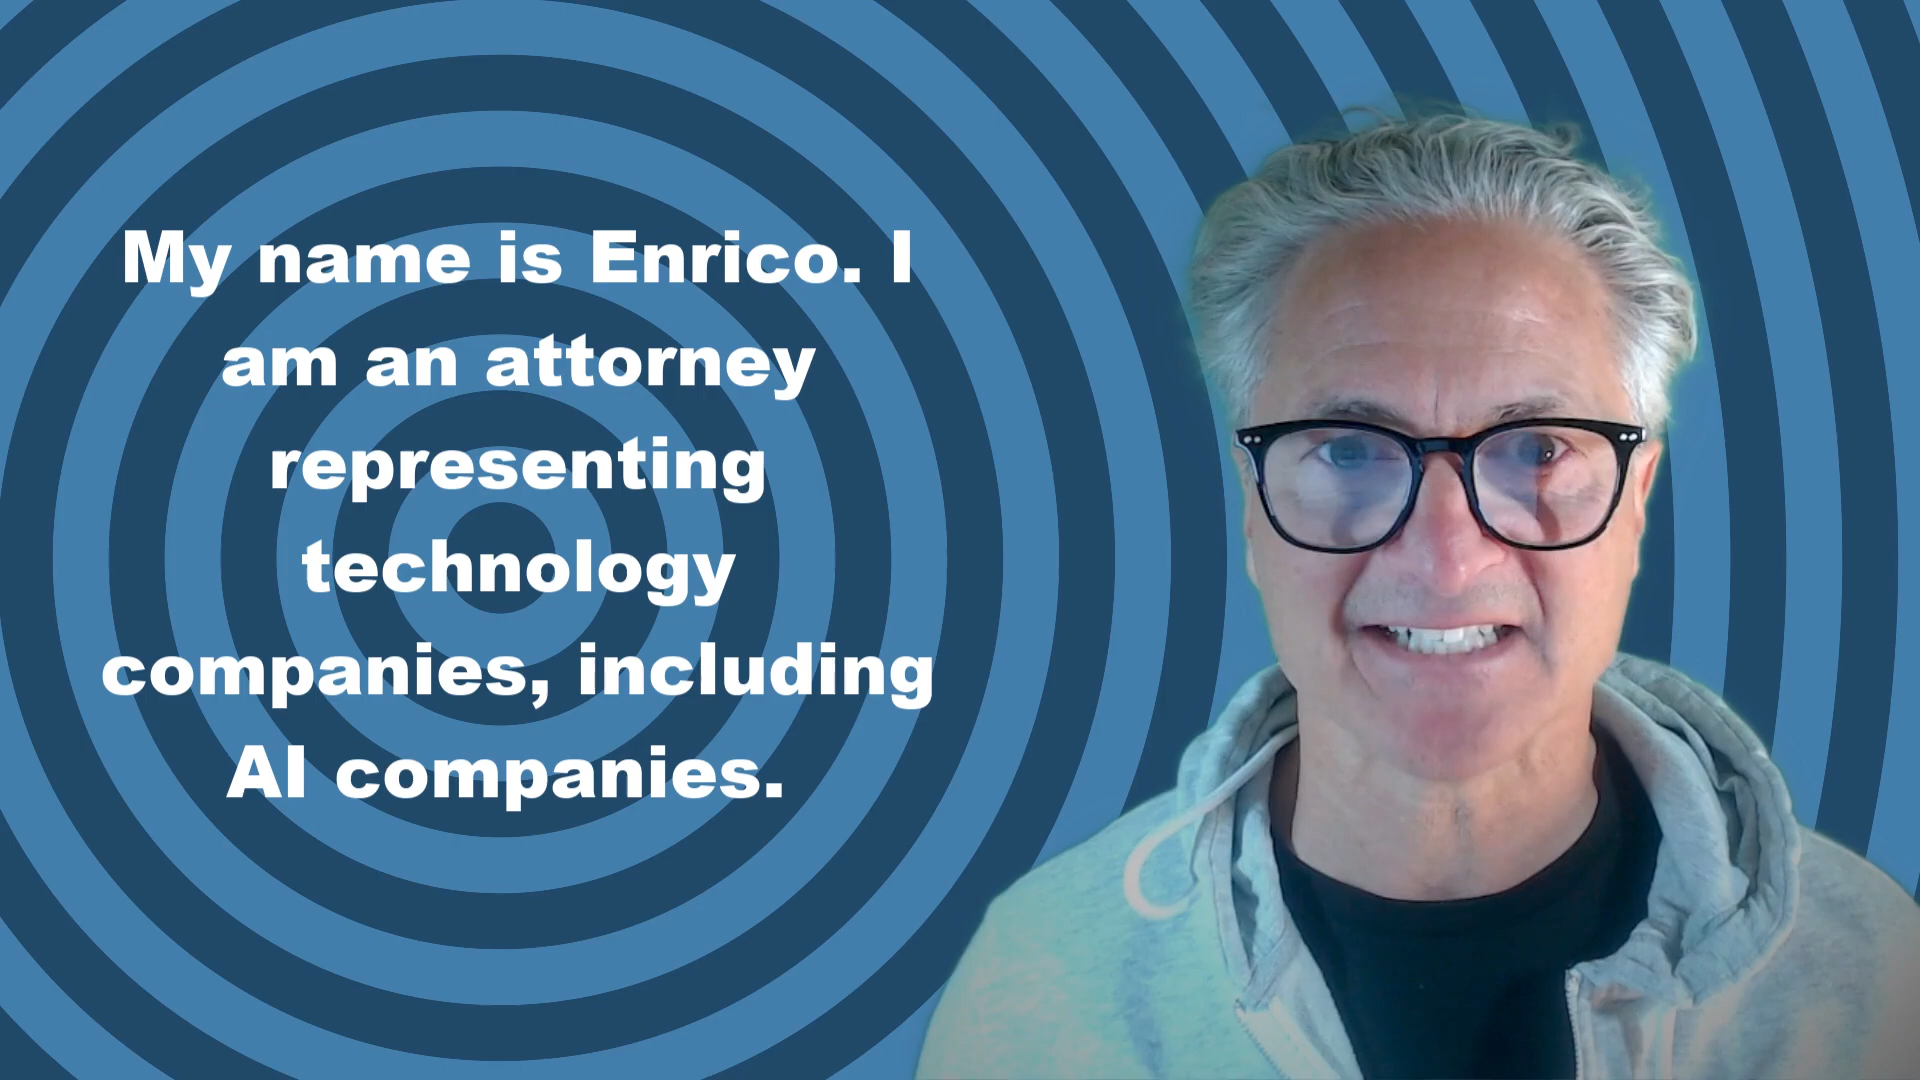 My name is Enrico. I
am an attorney
representing
technology
companies, including
AI companies.